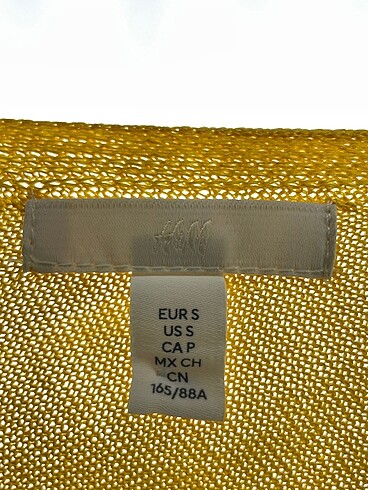 H&M
EUR S
US S
CA P
MX CH
CN
165/88A